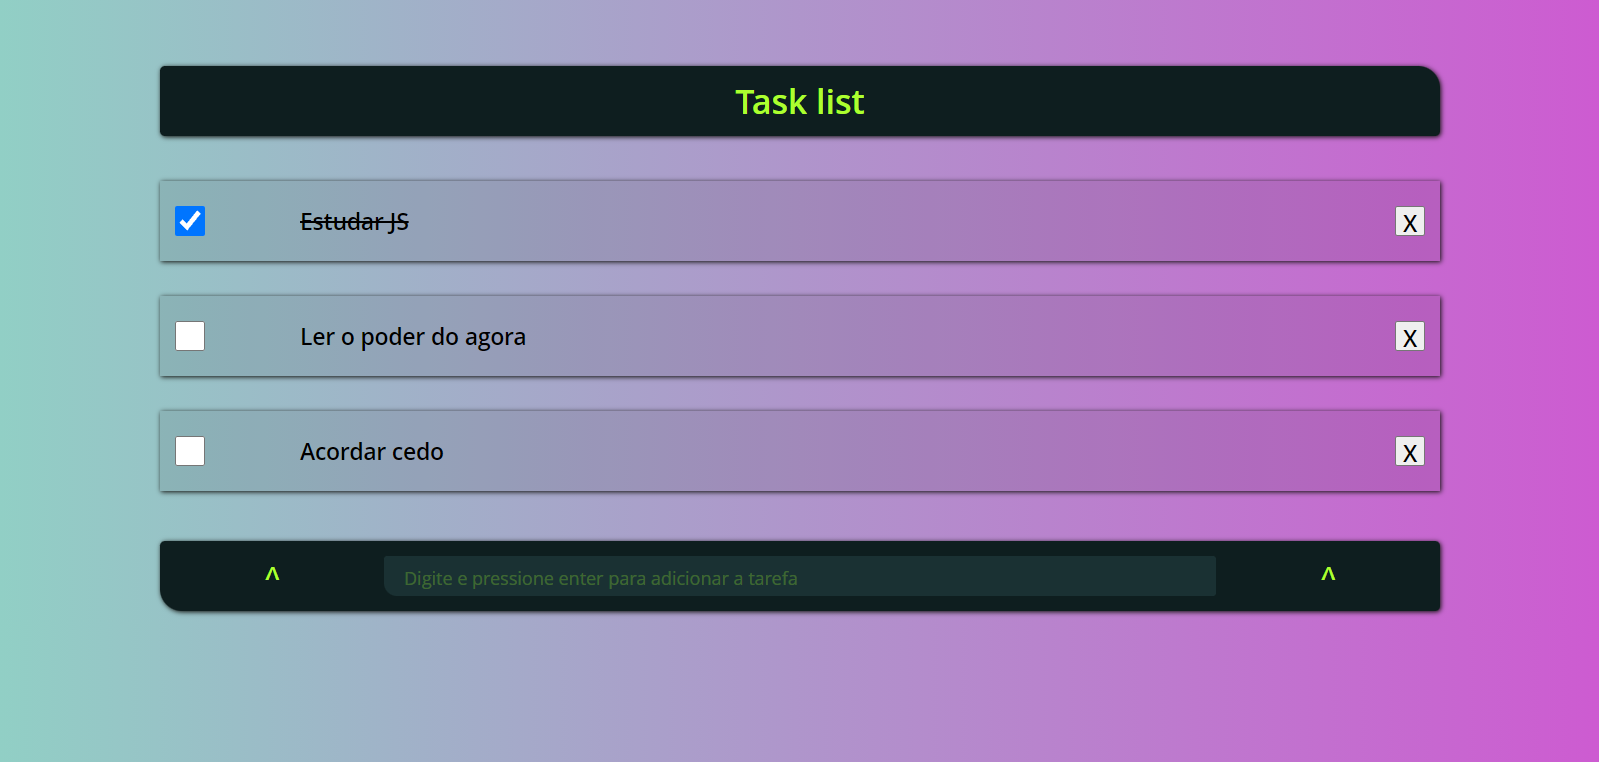 Task list
Estudar JS
X
Ler o poder do agora
X
Acordar cedo
X
^ Digite e pressione enter para adicionar a tarefa ^